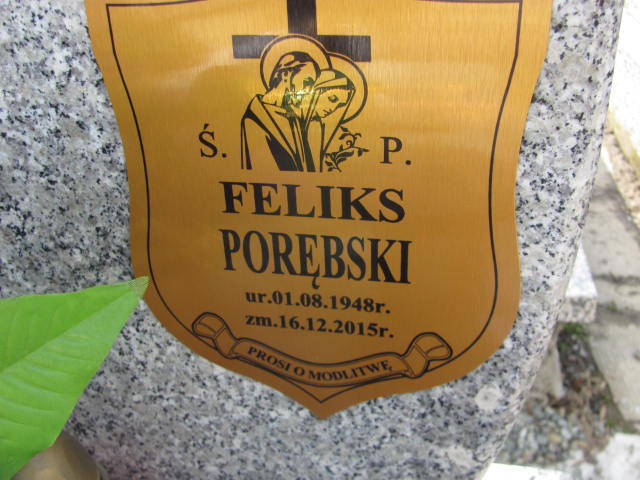 Ś. P.
FELIKS
PORĘBSKI
ur.01.08.1948r.
zm.16.12.2015r.
PROSI O MODLITWĘ